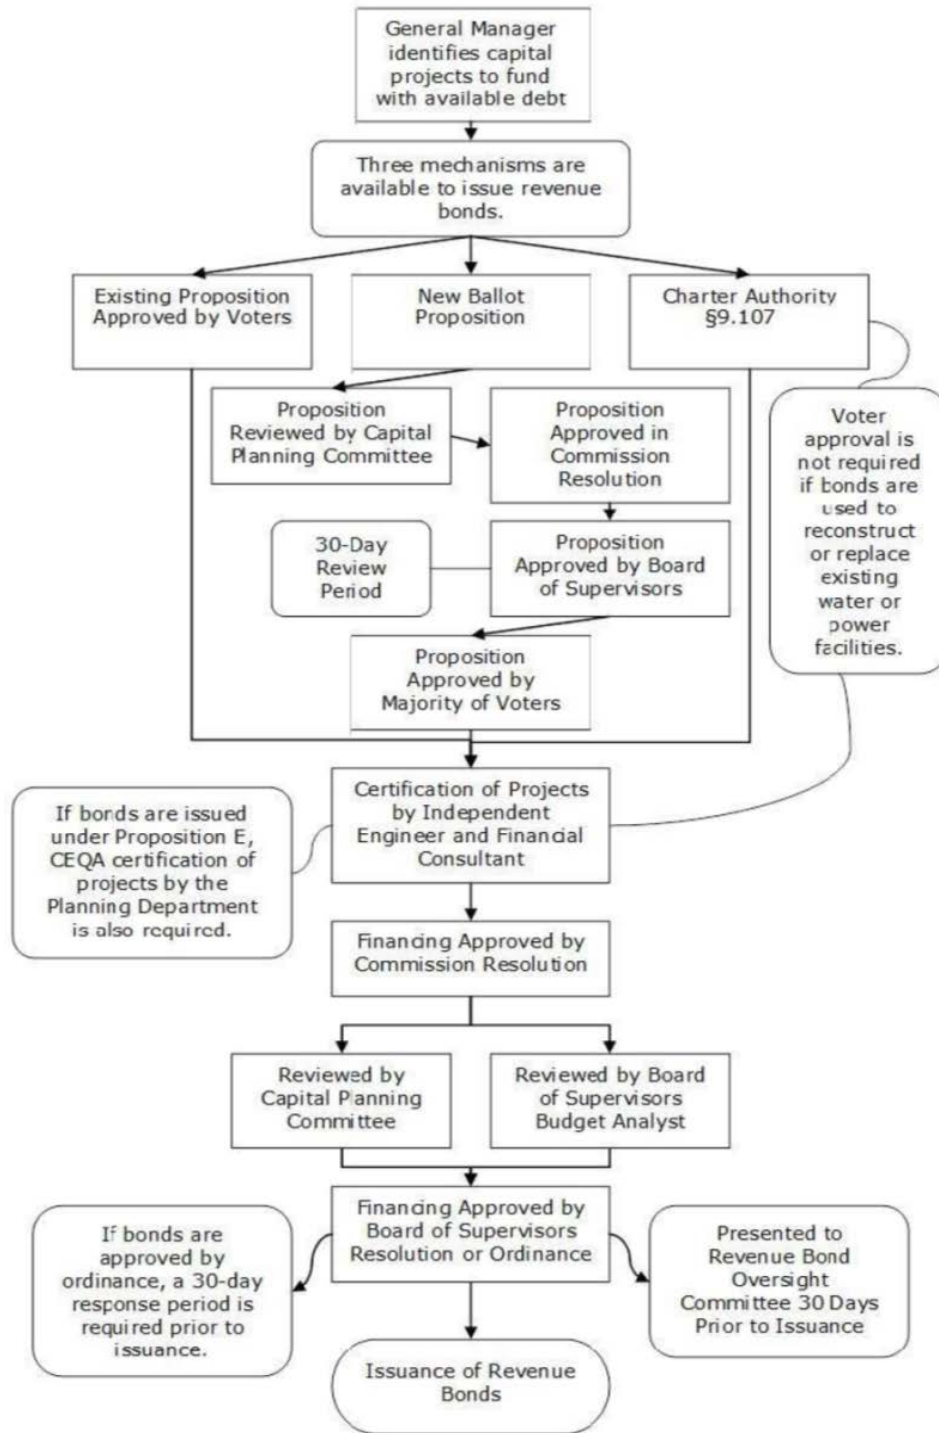 General Manager
identifies capital
projects to fund
with available debt
Three mechanisms are
available to issue revenue
bonds.
Existing Proposition
Approved by Voters
New Ballot
Proposition
Charter Authority
§9.107
Proposition
Reviewed by Capital
Planning Committee
Proposition
Approved in
Commission
Resolution
Voter
approval is
not required
if bonds are
used to
reconstruct
or replace
existing
water or
power
facilities.
30-Day
Review
Period
Proposition
Approved by Board
of Supervisors
Proposition
Approved by
Majority of Voters
If bonds are issued
under Proposition E,
CEQA certification of
projects by the
Planning Department
is also required.
Certification of Projects
by Independent
Engineer and Financial
Consultant
Financing Approved by
Commission Resolution
Reviewed by
Capital Planning
Committee
Reviewed by Board
of Supervisors
Budget Analyst
If bonds are
approved by
ordinance, a 30-day
response period is
required prior to
issuance.
Financing Approved by
Board of Supervisors
Resolution or Ordinance
Presented to
Revenue Bond
Oversight
Committee 30 Days
Prior to Issuance
Issuance of Revenue
Bonds